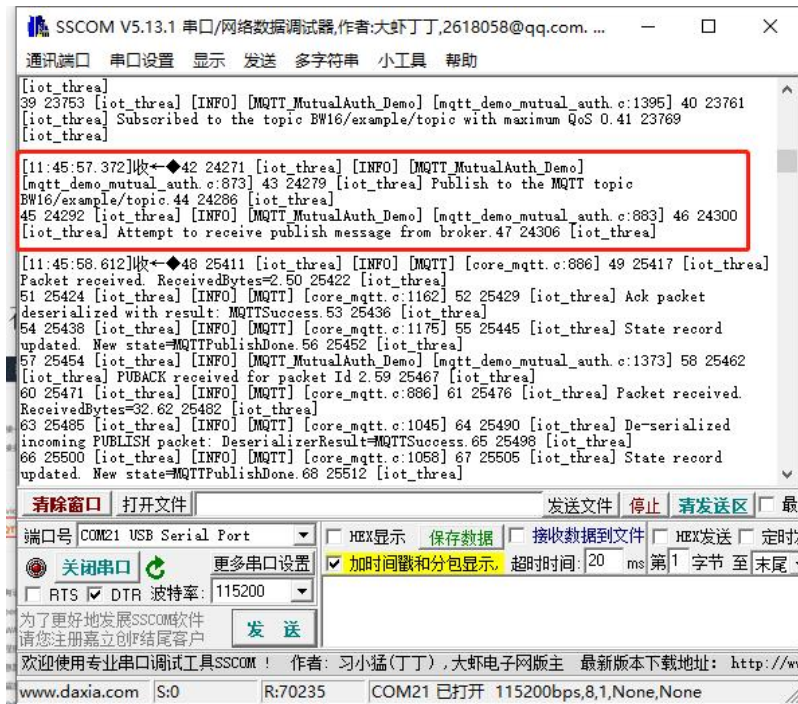 SSCOM V5.13.1 串口/网络数据调试器,作者:大虾丁丁,2618058@qq.com. ...
通讯端口 串口设置 显示 发送 多字符串 小工具 帮助
[iot_threa]
39 23753 [iot_threa] [INFO] [MQTT_MutualAuth_Demo] [mqtt_demo_mutual_auth.c:1395] 40 23761
[iot_threa] Subscribed to the topic BW16/example/topic with maximum QoS 0.41 23769
[iot_threa]
[11:45:57.372]收←◆42 24271 [iot_threa] [INFO] [MQTT_MutualAuth_Demo]
[mqtt_demo_mutual_auth.c:873] 43 24279 [iot_threa] Publish to the MQTT topic
BW16/example/topic.44 24286 [iot_threa]
45 24292 [iot_threa] [INFO] [MQTT_MutualAuth_Demo] [mqtt_demo_mutual_auth.c:883] 46 24300
[iot_threa] Attempt to receive publish message from broker.47 24306 [iot_threa]
[11:45:58.612]收←◆48 25411 [iot_threa] [INFO] [MQTT] [core_mqtt.c:886] 49 25417 [iot_threa]
Packet received. ReceivedBytes=2.50 25422 [iot_threa]
51 25424 [iot_threa] [INFO] [MQTT] [core_mqtt.c:1162] 52 25429 [iot_threa] Ack packet
deserialized with result: MQTTSuccess.53 25436 [iot_threa]
54 25438 [iot_threa] [INFO] [MQTT] [core_mqtt.c:1175] 55 25445 [iot_threa] State record
updated. New state=MQTTPublishDone.56 25452 [iot_threa]
57 25454 [iot_threa] [INFO] [MQTT_MutualAuth_Demo] [mqtt_demo_mutual_auth.c:1373] 58 25462
[iot_threa] PUBACK received for packet Id 2.59 25467 [iot_threa]
60 25471 [iot_threa] [INFO] [MQTT] [core_mqtt.c:886] 61 25476 [iot_threa] Packet received.
ReceivedBytes=32.62 25482 [iot_threa]
63 25485 [iot_threa] [INFO] [MQTT] [core_mqtt.c:1045] 64 25490 [iot_threa] De-serialized
incoming PUBLISH packet: DeserializerResult=MQTTSuccess.65 25498 [iot_threa]
66 25500 [iot_threa] [INFO] [MQTT] [core_mqtt.c:1058] 67 25505 [iot_threa] State record
updated. New state=MQTTPublishDone.68 25512 [iot_threa]
清除窗口 打开文件 发送文件 停止 清发送区 最
端口号 COM21 USB Serial Port HEX显示 保存数据 接收数据到文件 HEX发送 定时
关闭串口 更多串口设置 加时间戳和分包显示, 超时时间: 20 ms 第 1 字节 至 末尾
RTS DTR 波特率: 115200
为了更好地发展SSCOM软件
请您注册嘉立创F结尾客户
发 送
欢迎使用专业串口调试工具SSCOM ! 作者: 习小猛(丁丁),大虾电子网版主 最新版本下载地址: http://w
www.daxia.com S:0 R:70235 COM21 已打开 115200bps,8,1,None,None